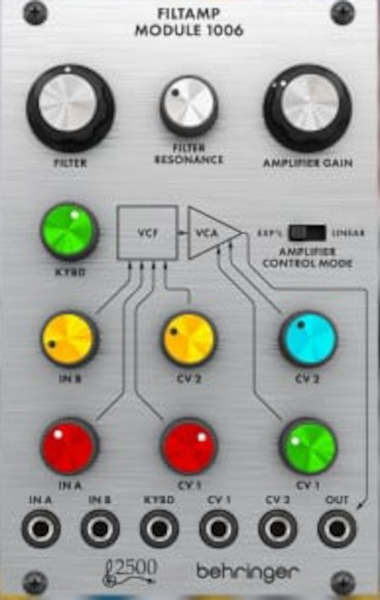 FILTAMP
MODULE 1006
FILTER
FILTER
RESONANCE
AMPLIFIER GAIN
KYBD
VCF
VCA
EXP'L
LINEAR
AMPLIFIER
CONTROL MODE
IN B
CV 2
CV 2
IN A
CV 1
CV 1
IN A
IN B
KYBD
CV 1
CV 2
OUT
2500
behringer